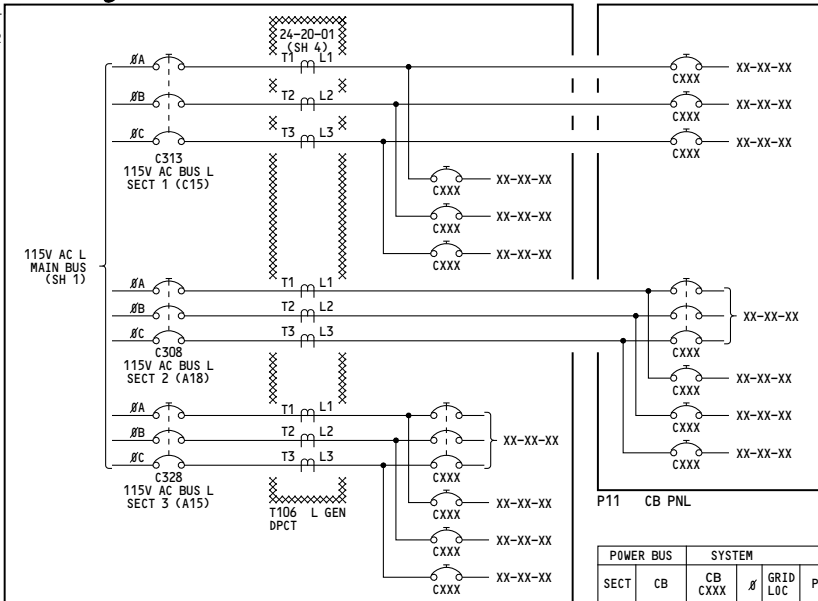 24-20-01
(SH 4)
ØA T1 L1 CXXX XX-XX-XX
ØB T2 L2 CXXX XX-XX-XX
ØC T3 L3 CXXX XX-XX-XX
C313
115V AC BUS L
SECT 1 (C15)
CXXX XX-XX-XX
CXXX XX-XX-XX
CXXX XX-XX-XX
115V AC L
MAIN BUS
(SH 1)
ØA T1 L1
ØB T2 L2 XX-XX-XX
ØC T3 L3 CXXX
C308
115V AC BUS L
SECT 2 (A18)
CXXX XX-XX-XX
CXXX XX-XX-XX
CXXX XX-XX-XX
ØA T1 L1
ØB T2 L2 XX-XX-XX
ØC T3 L3 CXXX
C328
115V AC BUS L
SECT 3 (A15)
CXXX XX-XX-XX
CXXX XX-XX-XX
CXXX XX-XX-XX
T106 L GEN
DPCT
P11 CB PNL
POWER BUS SYSTEM
SECT CB CB CXXX Ø GRID LOC P